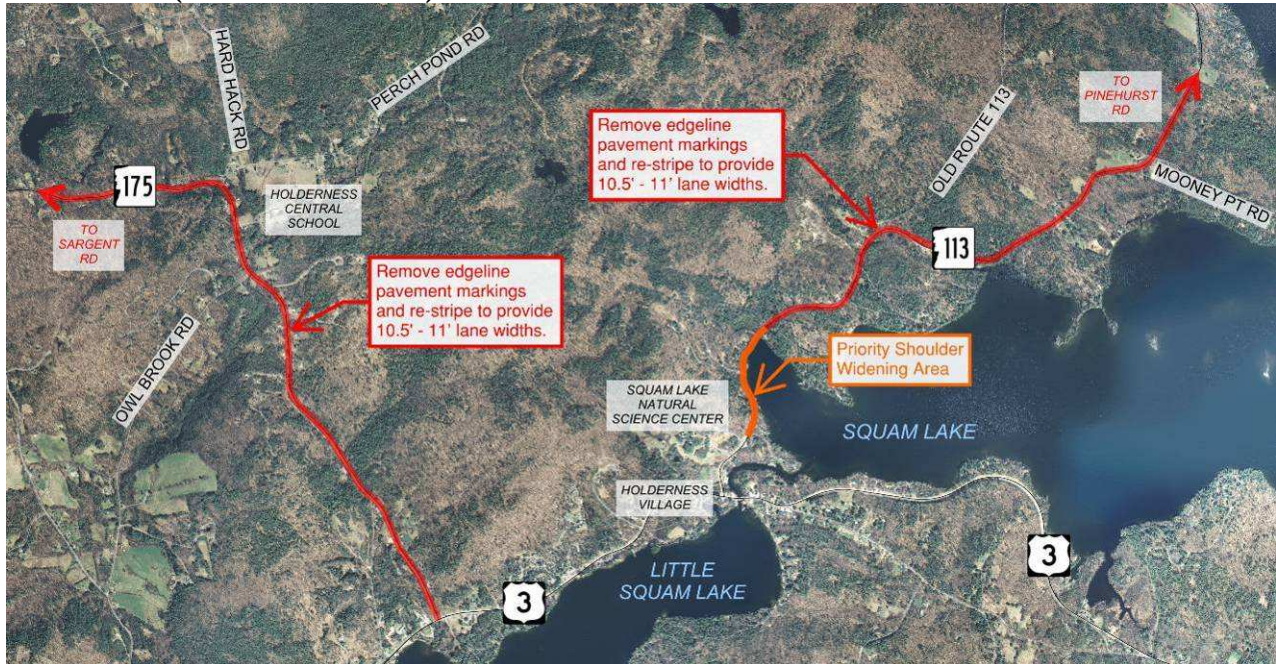 HARD HACK RD
PERCH POND RD
175
TO
SARGENT
RD
HOLDERNESS
CENTRAL
SCHOOL
Remove edgeline
pavement markings
and re-stripe to provide
10.5' - 11' lane widths.
OWL BROOK RD
Remove edgeline
pavement markings
and re-stripe to provide
10.5' - 11' lane widths.
OLD ROUTE 113
TO
PINEHURST
RD
MOONEY PT RD
113
Priority Shoulder
Widening Area
SQUAM LAKE
NATURAL
SCIENCE CENTER
SQUAM LAKE
HOLDERNESS
VILLAGE
3
LITTLE
SQUAM LAKE
3